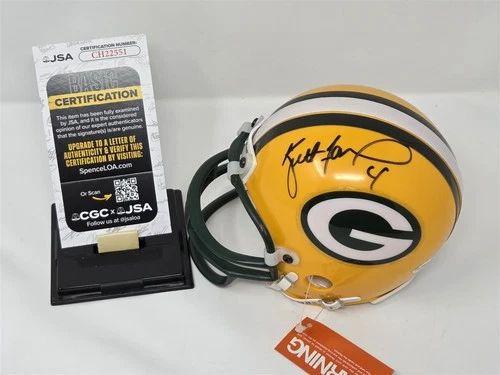 JSA
CERTIFICATION NUMBER:
CH22551
BASIC
CERTIFICATION
This item has been fully examined
by JSA, and it is the considered
opinion of our expert authenticators
that the signature(s) is/are genuine.
UPGRADE TO A LETTER OF
AUTHENTICITY & VERIFY THIS
CERTIFICATION BY VISITING:
SpenceLOA.com
Or Scan
CGC x JSA
Follow us at @jsaloa
4
G
WARNING